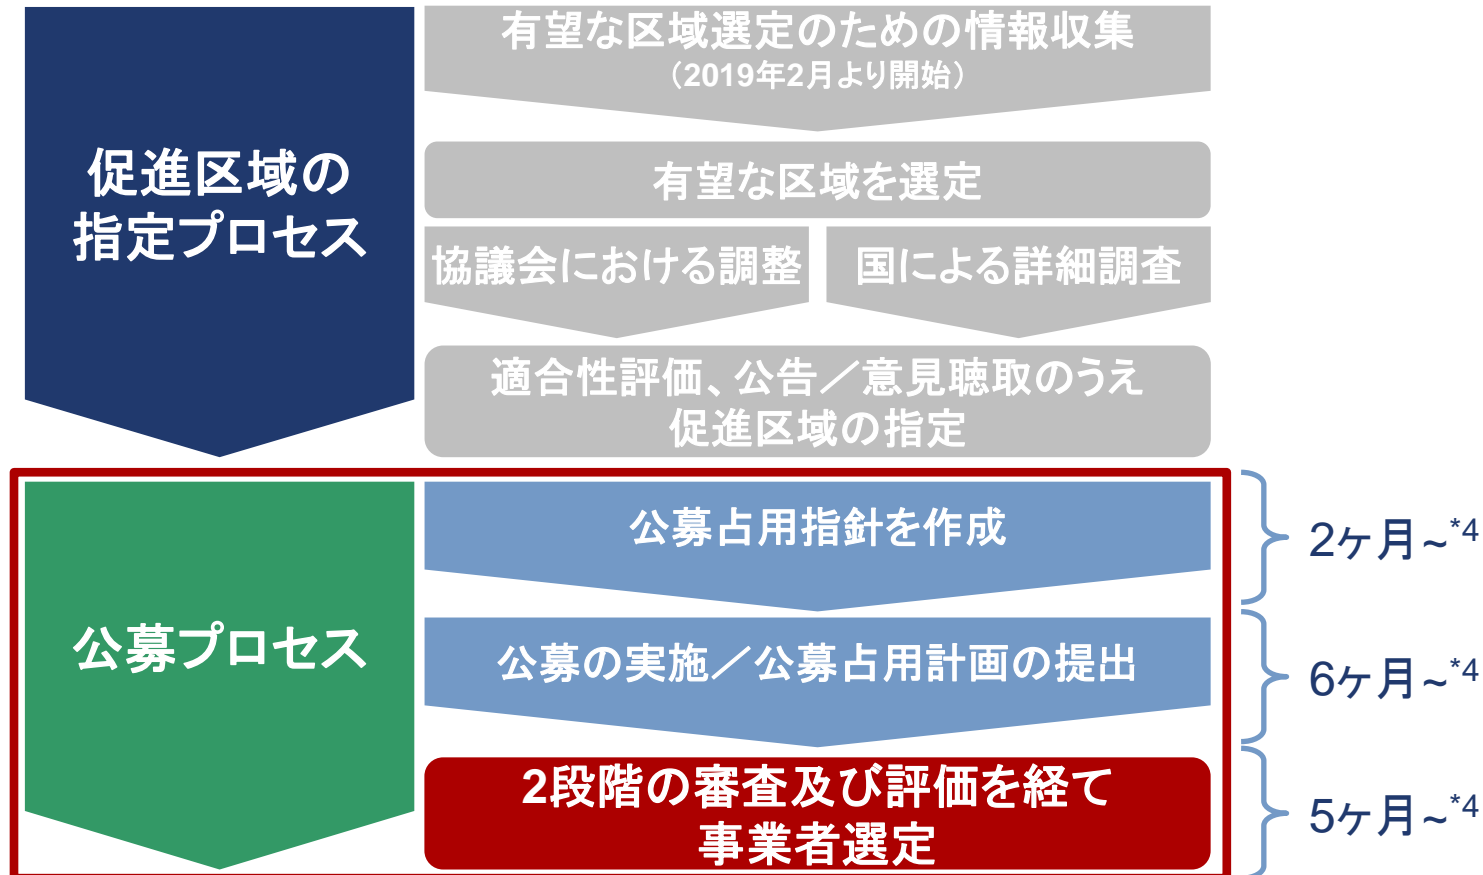 促進区域の
指定プロセス
有望な区域選定のための情報収集
（2019年2月より開始）
有望な区域を選定
協議会における調整
国による詳細調査
適合性評価、公告／意見聴取のうえ
促進区域の指定
公募プロセス
公募占用指針を作成
2ヶ月~*4
公募の実施／公募占用計画の提出
6ヶ月~*4
2段階の審査及び評価を経て
事業者選定
5ヶ月~*4